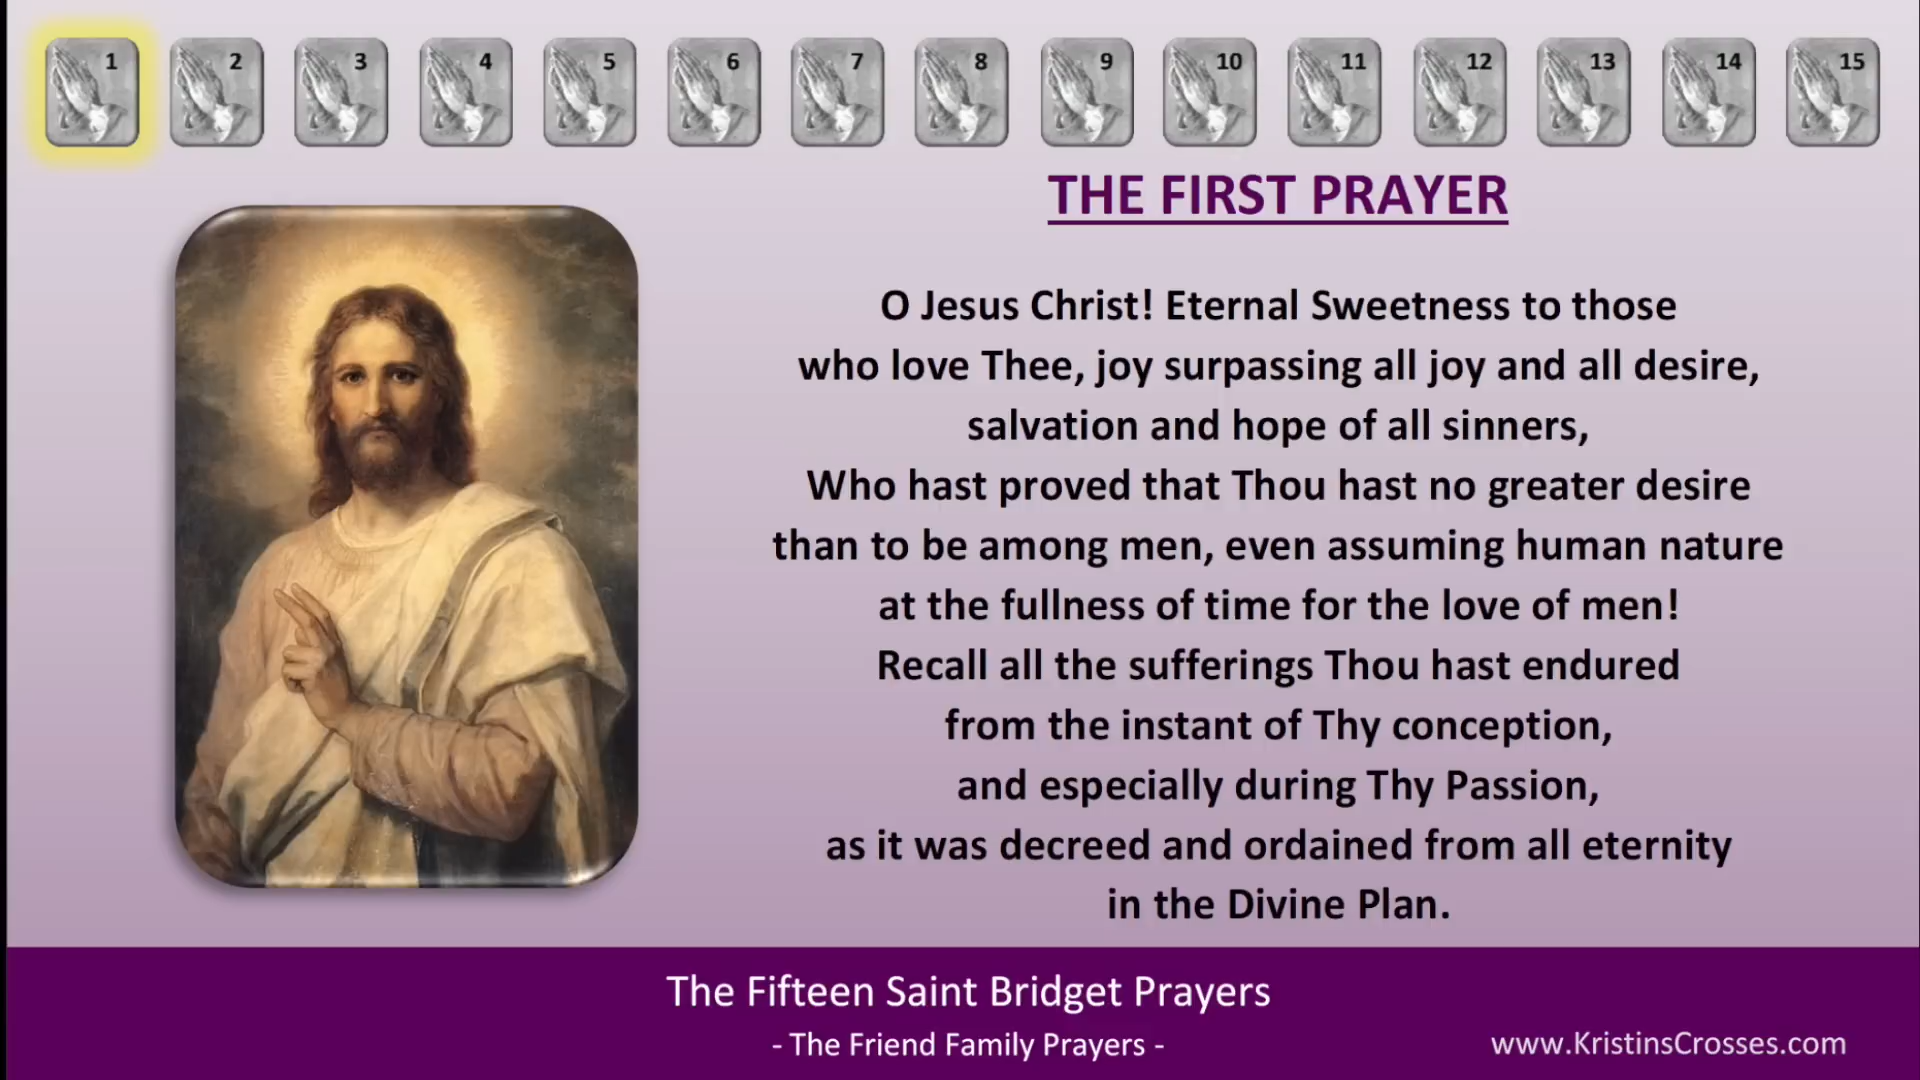 1 2 3 4 5 6 7 8 9 10 11 12 13 14 15
THE FIRST PRAYER
O Jesus Christ! Eternal Sweetness to those
who love Thee, joy surpassing all joy and all desire,
salvation and hope of all sinners,
Who hast proved that Thou hast no greater desire
than to be among men, even assuming human nature
at the fullness of time for the love of men!
Recall all the sufferings Thou hast endured
from the instant of Thy conception,
and especially during Thy Passion,
as it was decreed and ordained from all eternity
in the Divine Plan.
The Fifteen Saint Bridget Prayers
- The Friend Family Prayers -
www.KristinsCrosses.com